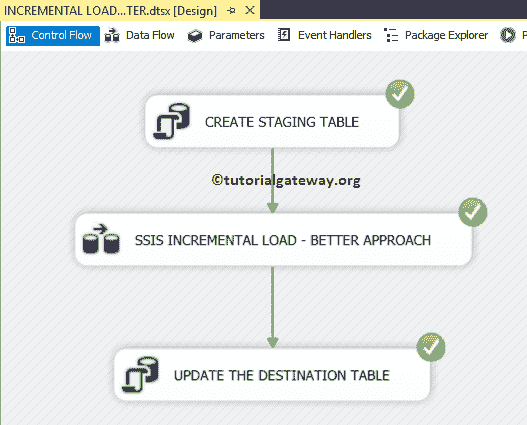 INCREMENTAL LOAD...TER.dtsx [Design]
Control Flow Data Flow Parameters Event Handlers Package Explorer P
CREATE STAGING TABLE
©tutorialgateway.org
SSIS INCREMENTAL LOAD - BETTER APPROACH
UPDATE THE DESTINATION TABLE